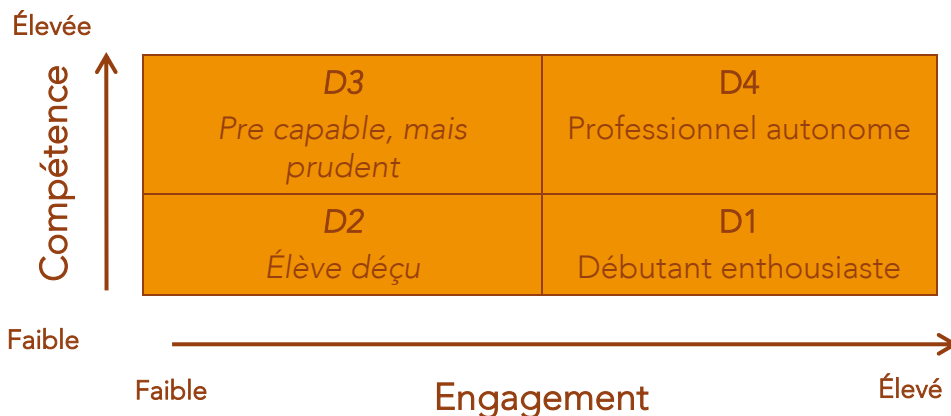 Élevée
Compétence
D3
Pre capable, mais
prudent
D4
Professionnel autonome
D2
Élève déçu
D1
Débutant enthousiaste
Faible
Faible
Engagement
Élevé